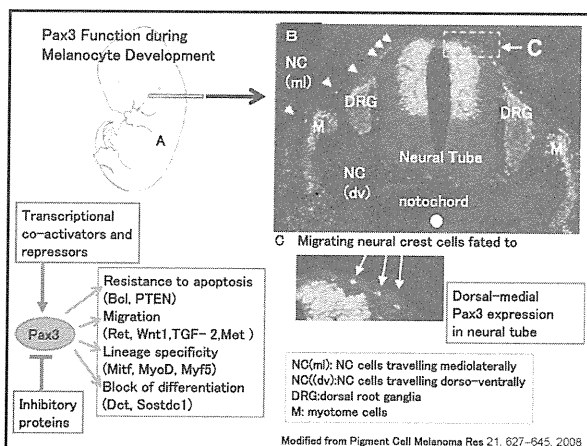 Pax3 Function during
Melanocyte Development
A
B
NC
(ml)
C
DRG
DRG
M
M
Neural Tube
NC
(dv)
notochord
Transcriptional
co-activators and
repressors
Pax3
Inhibitory
proteins
Resistance to apoptosis
(Bcl, PTEN)
Migration
(Ret, Wnt1,TGF-2,Met )
Lineage specificity
(Mitf, MyoD, Myf5)
Block of differentiation
(Dct, Sostdc1)
C Migrating neural crest cells fated to
Dorsal-medial
Pax3 expression
in neural tube
NC(ml): NC cells travelling mediolaterally
NC((dv):NC cells travelling dorso-ventrally
DRG:dorsal root ganglia
M: myotome cells
Modified from Pigment Cell Melanoma Res 21, 627-645, 2008